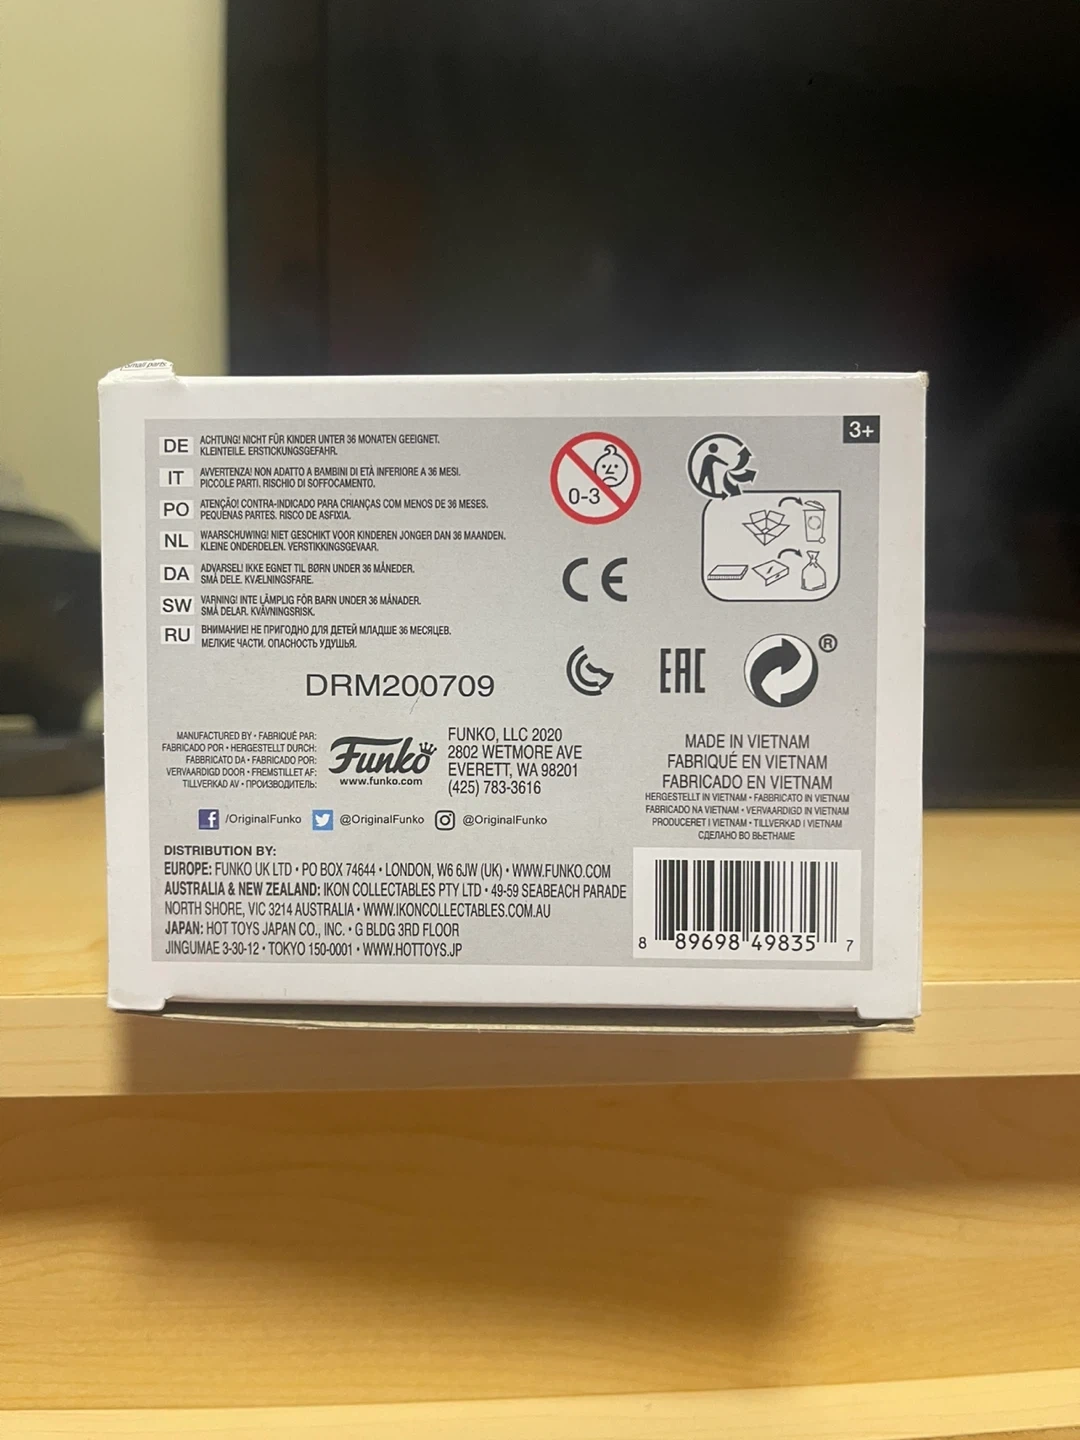 small parts.
3+
DE ACHTUNG! NICHT FÜR KINDER UNTER 36 MONATEN GEEIGNET.
KLEINTEILE. ERSTICKUNGSGEFAHR.
IT AVVERTENZA! NON ADATTO A BAMBINI DI ETÀ INFERIORE A 36 MESI.
PICCOLE PARTI. RISCHIO DI SOFFOCAMENTO.
PO ATENÇÃO! CONTRA-INDICADO PARA CRIANÇAS COM MENOS DE 36 MESES.
PEQUENAS PARTES. RISCO DE ASFIXIA.
NL WAARSCHUWING! NIET GESCHIKT VOOR KINDEREN JONGER DAN 36 MAANDEN.
KLEINE ONDERDELEN. VERSTIKKINGSGEVAAR.
DA ADVARSEL! IKKE EGNET TIL BØRN UNDER 36 MÅNEDER.
SMÅ DELE. KVÆLNINGSFARE.
SW VARNING! INTE LÄMPLIG FÖR BARN UNDER 36 MÅNADER.
SMÅ DELAR. KVÄVNINGSRISK.
RU ВНИМАНИЕ! НЕ ПРИГОДНО ДЛЯ ДЕТЕЙ МЛАДШЕ 36 МЕСЯЦЕВ.
МЕЛКИЕ ЧАСТИ. ОПАСНОСТЬ УДУШЬЯ.
0-3
CE
EAC
®
DRM200709
MANUFACTURED BY • FABRIQUÉ PAR:
FABRICADO POR • HERGESTELLT DURCH:
FABBRICATO DA • FABRICADO POR:
VERVAARDIGD DOOR • FREMSTILLET AF:
TILLVERKAD AV • ПРОИЗВОДИТЕЛЬ:
Funko
www.funko.com
FUNKO, LLC 2020
2802 WETMORE AVE
EVERETT, WA 98201
(425) 783-3616
MADE IN VIETNAM
FABRIQUÉ EN VIETNAM
FABRICADO EN VIETNAM
HERGESTELLT IN VIETNAM • FABBRICATO IN VIETNAM
FABRICADO NA VIETNAM • VERVAARDIGD IN VIETNAM
PRODUCERET I VIETNAM • TILLVERKAD I VIETNAM
СДЕЛАНО ВО ВЬЕТНАМЕ
f /OriginalFunko @OriginalFunko @OriginalFunko
DISTRIBUTION BY:
EUROPE: FUNKO UK LTD • PO BOX 74644 • LONDON, W6 6JW (UK) • WWW.FUNKO.COM
AUSTRALIA & NEW ZEALAND: IKON COLLECTABLES PTY LTD • 49-59 SEABEACH PARADE
NORTH SHORE, VIC 3214 AUSTRALIA • WWW.IKONCOLLECTABLES.COM.AU
JAPAN: HOT TOYS JAPAN CO., INC. • G BLDG 3RD FLOOR
JINGUMAE 3-30-12 • TOKYO 150-0001 • WWW.HOTTOYS.JP
8 89698 49835 7